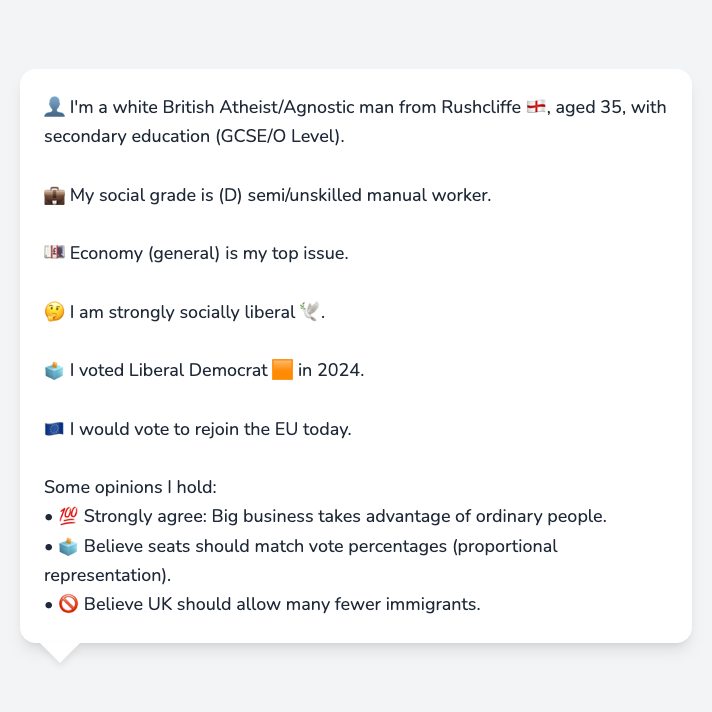 👤 I'm a white British Atheist/Agnostic man from Rushcliffe 🏴󠁧󠁢󠁥󠁮󠁧󠁿, aged 35, with
secondary education (GCSE/O Level).
💼 My social grade is (D) semi/unskilled manual worker.
💷 Economy (general) is my top issue.
🤔 I am strongly socially liberal 🕊️.
🗳️ I voted Liberal Democrat 🟧 in 2024.
🇪🇺 I would vote to rejoin the EU today.
Some opinions I hold:
• 💯 Strongly agree: Big business takes advantage of ordinary people.
• 🗳️ Believe seats should match vote percentages (proportional
representation).
• 🚫 Believe UK should allow many fewer immigrants.